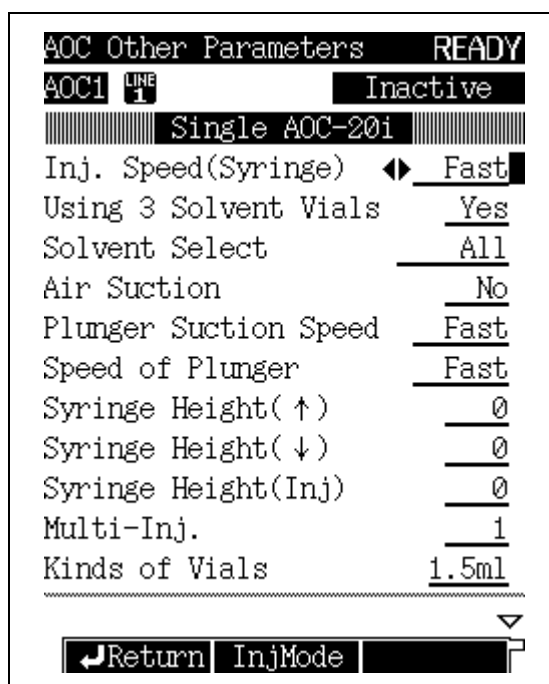 AOC Other Parameters READY
AOC1 LINE 1 Inactive
Single AOC-20i
Inj. Speed(Syringe) Fast
Using 3 Solvent Vials Yes
Solvent Select All
Air Suction No
Plunger Suction Speed Fast
Speed of Plunger Fast
Syringe Height(↑) 0
Syringe Height(↓) 0
Syringe Height(Inj) 0
Multi-Inj. 1
Kinds of Vials 1.5ml
Return InjMode